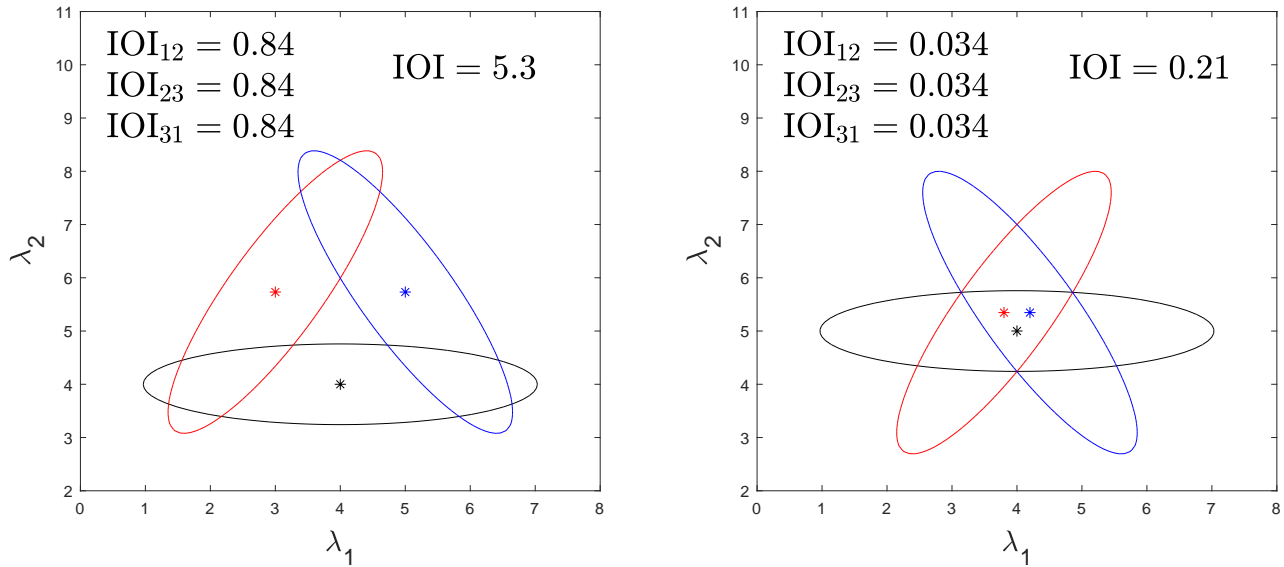 IOI₁₂ = 0.84
IOI₂₃ = 0.84
IOI₃₁ = 0.84
IOI = 5.3
11
10
9
8
7
6
5
4
3
2
λ₂
0 1 2 3 4 5 6 7 8
λ₁
IOI₁₂ = 0.034
IOI₂₃ = 0.034
IOI₃₁ = 0.034
IOI = 0.21
11
10
9
8
7
6
5
4
3
2
λ₂
0 1 2 3 4 5 6 7 8
λ₁